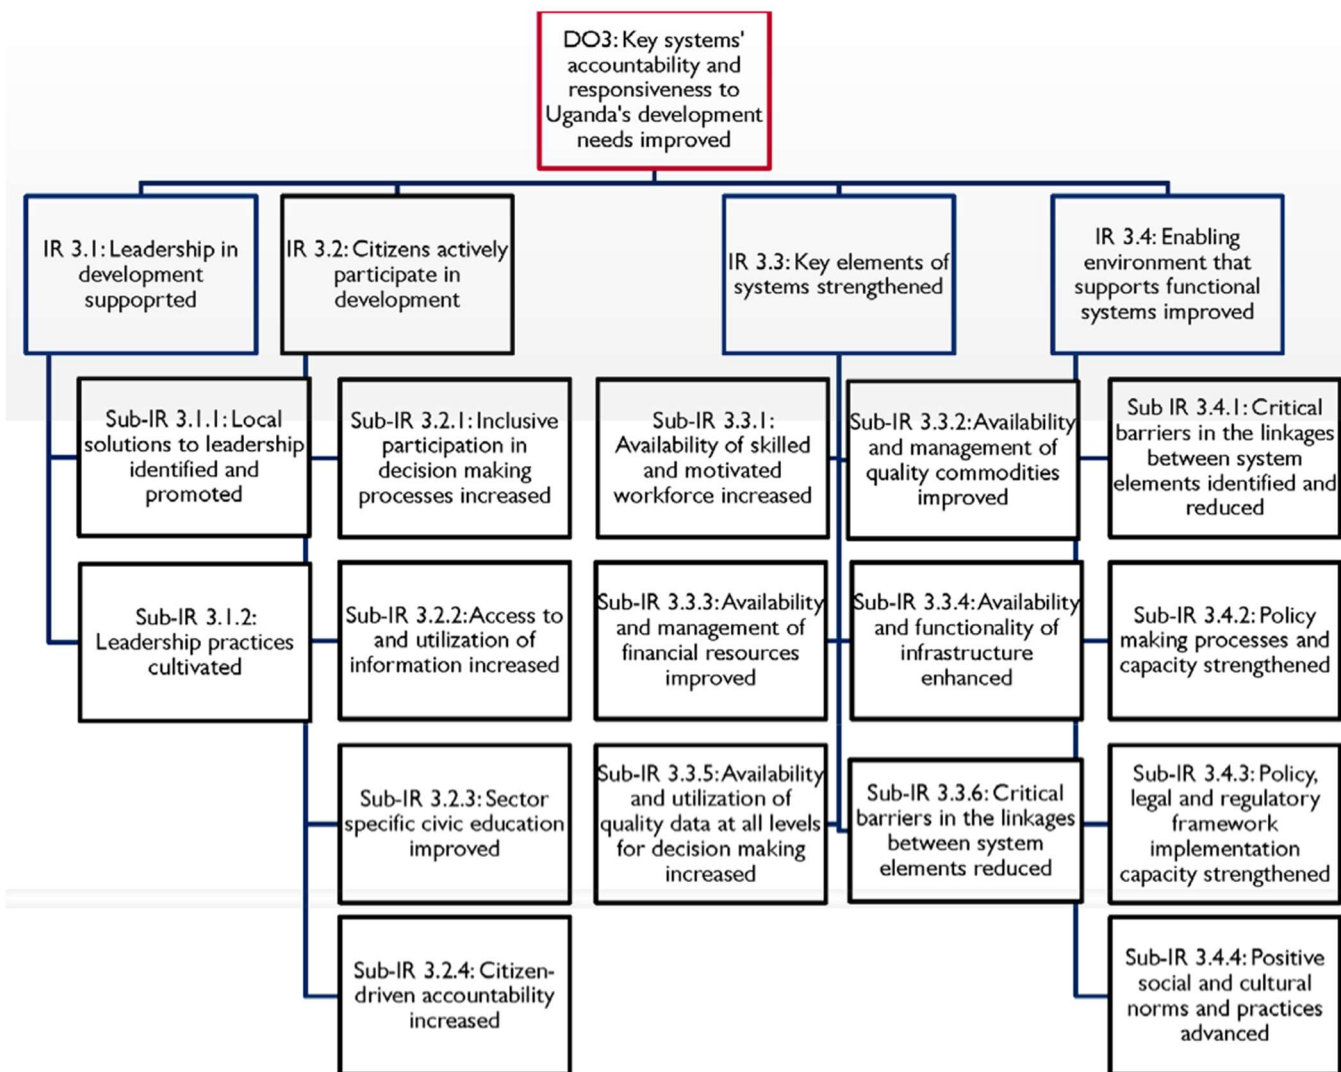 DO3: Key systems'
accountability and
responsiveness to
Uganda's development
needs improved
IR 3.1: Leadership in
development
suppoprted
IR 3.2: Citizens actively
participate in
development
IR 3.3: Key elements of
systems strengthened
IR 3.4: Enabling
environment that
supports functional
systems improved
Sub-IR 3.1.1: Local
solutions to leadership
identified and
promoted
Sub-IR 3.1.2:
Leadership practices
cultivated
Sub-IR 3.2.1: Inclusive
participation in
decision making
processes increased
Sub-IR 3.2.2: Access to
and utilization of
information increased
Sub-IR 3.2.3: Sector
specific civic education
improved
Sub-IR 3.2.4: Citizen-
driven accountability
increased
Sub-IR 3.3.1:
Availability of skilled
and motivated
workforce increased
Sub-IR 3.3.2: Availability
and management of
quality commodities
improved
Sub-IR 3.3.3: Availability
and management of
financial resources
improved
Sub-IR 3.3.4: Availability
and functionality of
infrastructure
enhanced
Sub-IR 3.3.5: Availability
and utilization of
quality data at all levels
for decision making
increased
Sub-IR 3.3.6: Critical
barriers in the linkages
between system
elements reduced
Sub IR 3.4.1: Critical
barriers in the linkages
between system
elements identified and
reduced
Sub-IR 3.4.2: Policy
making processes and
capacity strengthened
Sub-IR 3.4.3: Policy,
legal and regulatory
framework
implementation
capacity strengthened
Sub-IR 3.4.4: Positive
social and cultural
norms and practices
advanced